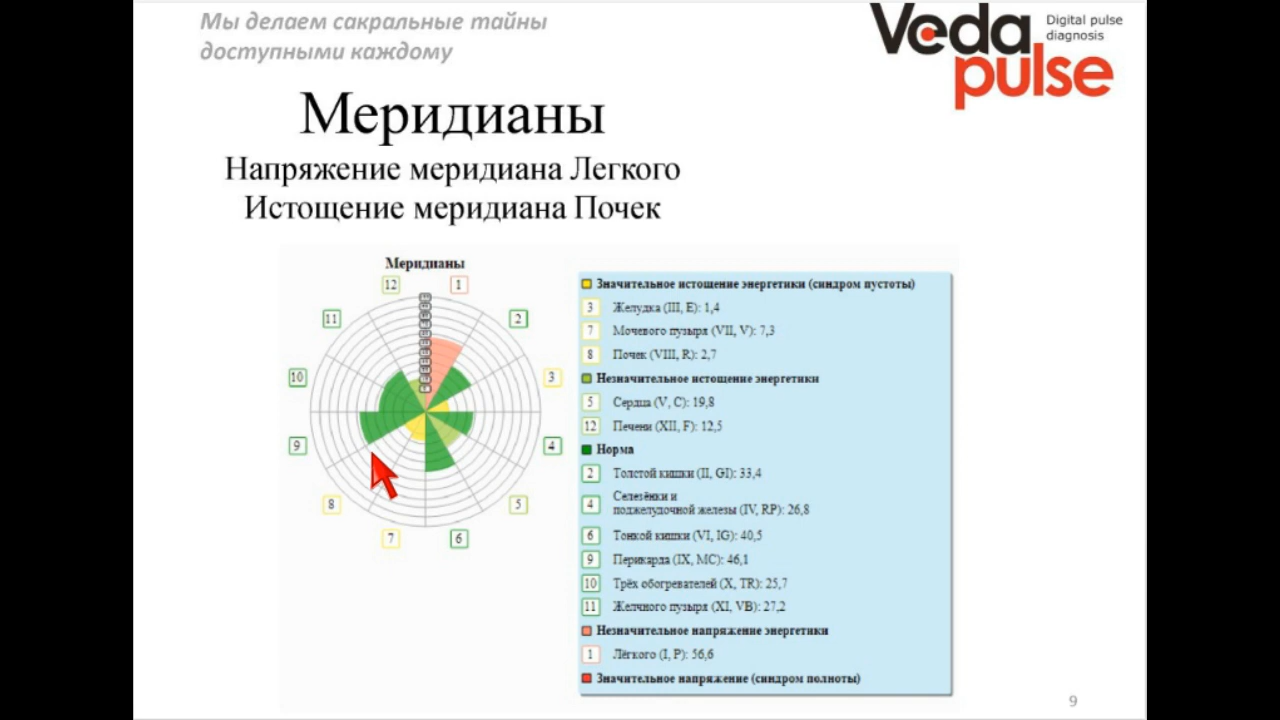 Мы делаем сакральные тайны
доступными каждому
Veda
pulse
Digital pulse
diagnosis
Меридианы
Напряжение меридиана Легкого
Истощение меридиана Почек
Меридианы
12
1
11
2
10
3
9
4
8
5
7
6
Значительное истощение энергетики (синдром пустоты)
3 Желудка (III, E): 1,4
7 Мочевого пузыря (VII, V): 7,3
8 Почек (VIII, R): 2,7
Незначительное истощение энергетики
5 Сердца (V, C): 19,8
12 Печени (XII, F): 12,5
Норма
2 Толстой кишки (II, GI): 33,4
4 Селезёнки и
поджелудочной железы (IV, RP): 26,8
6 Тонкой кишки (VI, IG): 40,5
9 Перикарда (IX, MC): 46,1
10 Трёх обогревателей (X, TR): 25,7
11 Желчного пузыря (XI, VB): 27,2
Незначительное напряжение энергетики
1 Лёгкого (I, P): 56,6
Значительное напряжение (синдром полноты)
9